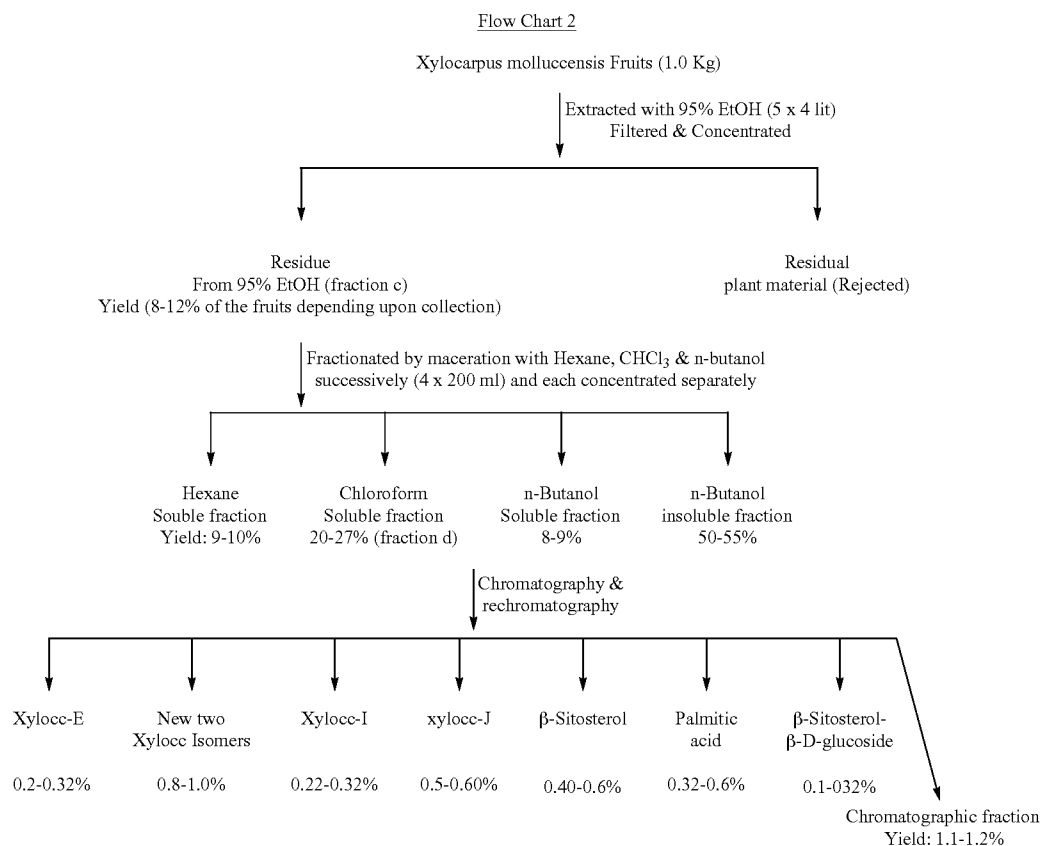 Flow Chart 2
Xylocarpus molluccensis Fruits (1.0 Kg)
Extracted with 95% EtOH (5 x 4 lit)
Filtered & Concentrated
Residue
From 95% EtOH (fraction c)
Yield (8-12% of the fruits depending upon collection)
Residual
plant material (Rejected)
Fractionated by maceration with Hexane, CHCl₃ & n-butanol
successively (4 x 200 ml) and each concentrated separately
Hexane
Souble fraction
Yield: 9-10%
Chloroform
Soluble fraction
20-27% (fraction d)
n-Butanol
Soluble fraction
8-9%
n-Butanol
insoluble fraction
50-55%
Chromatography &
rechromatography
Xylocc-E
0.2-0.32%
New two
Xylocc Isomers
0.8-1.0%
Xylocc-I
0.22-0.32%
xylocc-J
0.5-0.60%
β-Sitosterol
0.40-0.6%
Palmitic
acid
0.32-0.6%
β-Sitosterol-
β-D-glucoside
0.1-032%
Chromatographic fraction
Yield: 1.1-1.2%